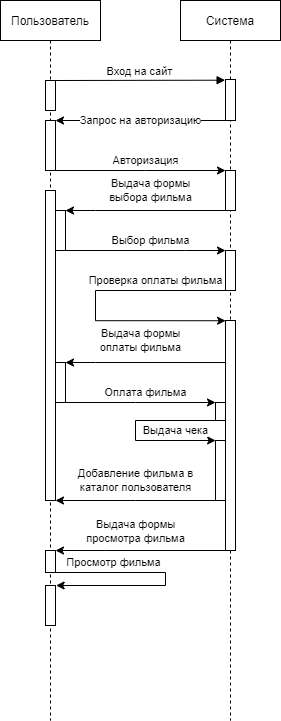 Пользователь
Система
Вход на сайт
Запрос на авторизацию
Авторизация
Выдача формы
выбора фильма
Выбор фильма
Проверка оплаты фильма
Выдача формы
оплаты фильма
Оплата фильма
Выдача чека
Добавление фильма в
каталог пользователя
Выдача формы
просмотра фильма
Просмотр фильма